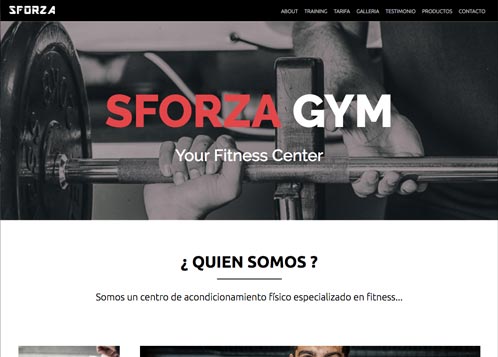 SFORZA
ABOUT TRAINING TARIFA GALLERIA TESTIMONIO PRODUCTOS CONTACTO
SFORZA GYM
Your Fitness Center
¿ QUIEN SOMOS ?
Somos un centro de acondicionamiento físico especializado en fitness...